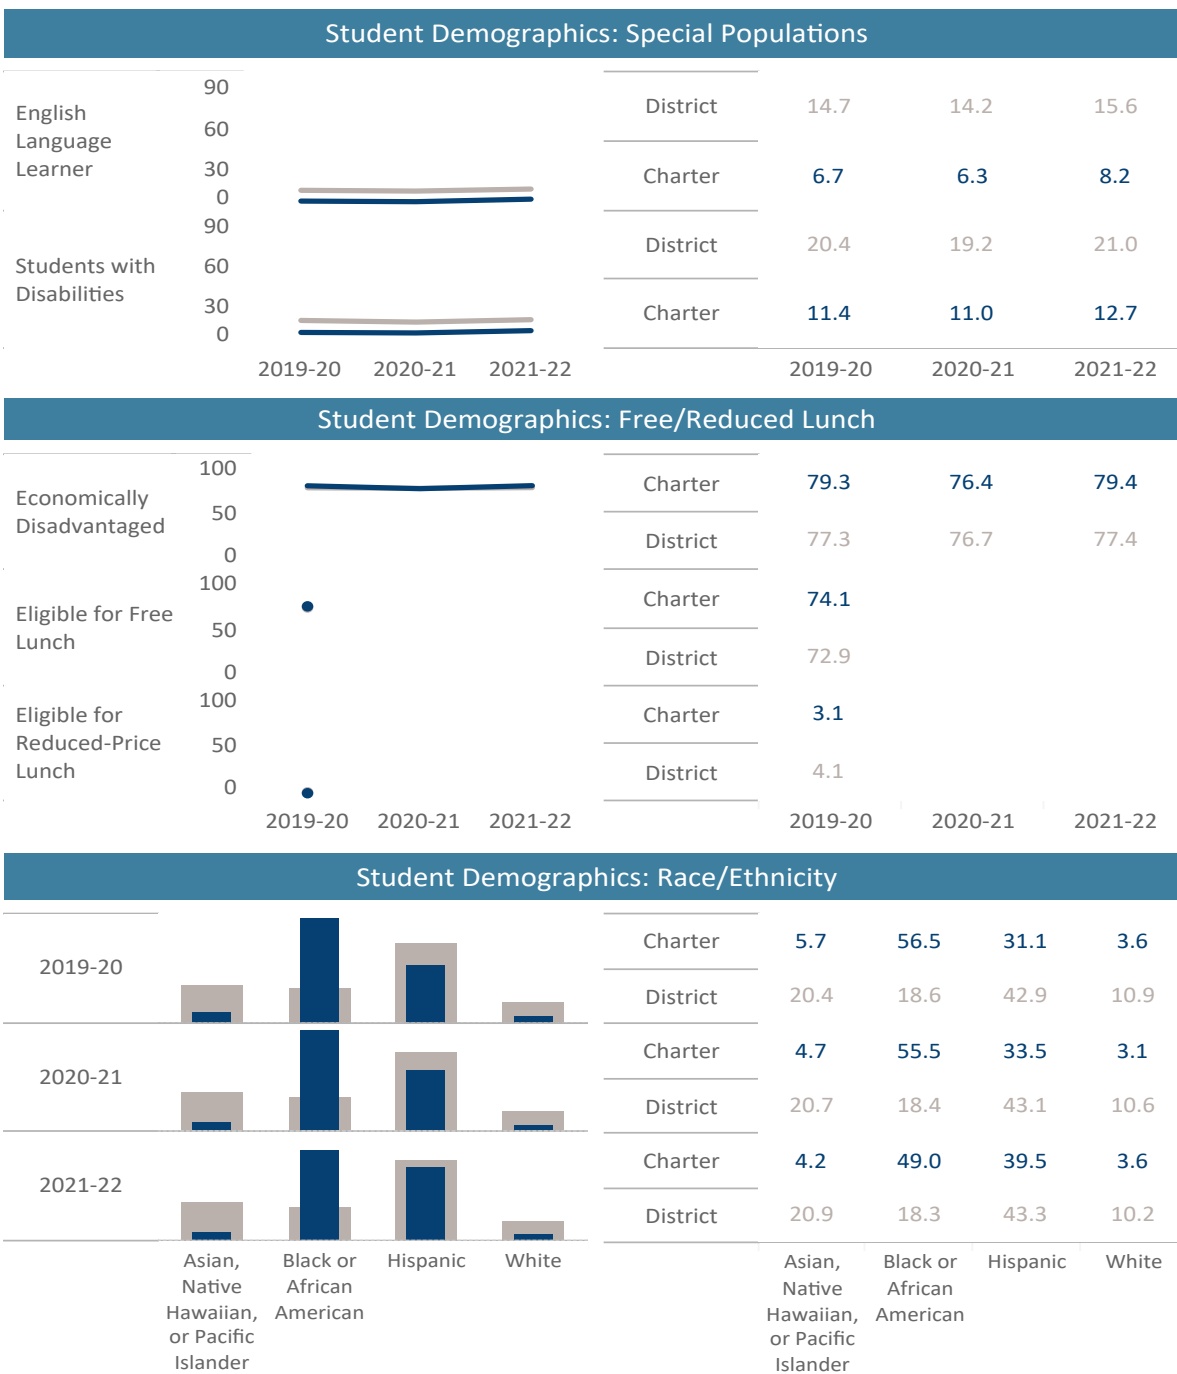 Student Demographics: Special Populations
English
Language
Learner
90
60
30
0
District 14.7 14.2 15.6
Charter 6.7 6.3 8.2
Students with
Disabilities
90
60
30
0
District 20.4 19.2 21.0
Charter 11.4 11.0 12.7
2019-20 2020-21 2021-22
2019-20 2020-21 2021-22
Student Demographics: Free/Reduced Lunch
Economically
Disadvantaged
100
50
0
Charter 79.3 76.4 79.4
District 77.3 76.7 77.4
Eligible for Free
Lunch
100
50
0
Charter 74.1
District 72.9
Eligible for
Reduced-Price
Lunch
100
50
0
Charter 3.1
District 4.1
2019-20 2020-21 2021-22
2019-20 2020-21 2021-22
Student Demographics: Race/Ethnicity
2019-20
Charter 5.7 56.5 31.1 3.6
District 20.4 18.6 42.9 10.9
2020-21
Charter 4.7 55.5 33.5 3.1
District 20.7 18.4 43.1 10.6
2021-22
Charter 4.2 49.0 39.5 3.6
District 20.9 18.3 43.3 10.2
Asian,
Native
Hawaiian,
or Pacific
Islander
Black or
African
American
Hispanic
White
Asian,
Native
Hawaiian,
or Pacific
Islander
Black or
African
American
Hispanic
White